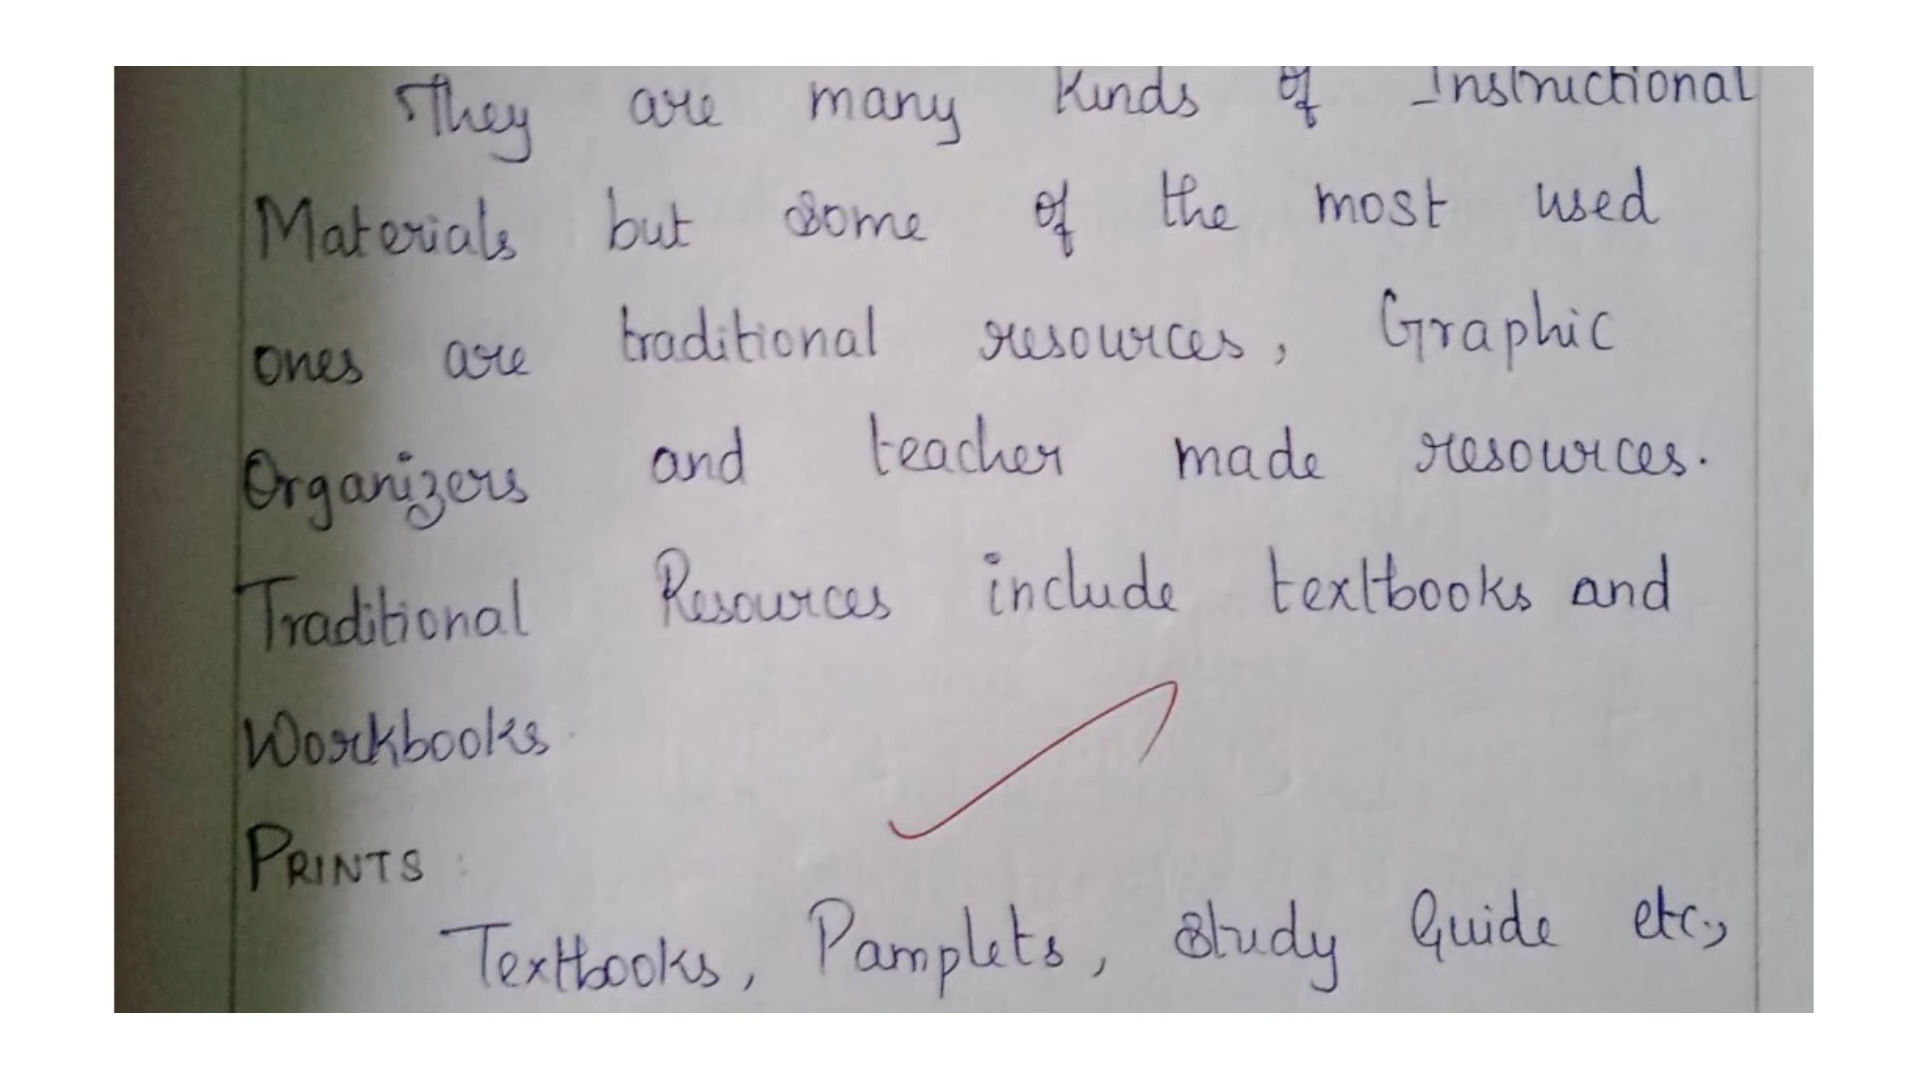 They are many kinds of Instructional
Materials but some of the most used
ones are traditional resources, Graphic
Organizers and teacher made resources.
Traditional Resources include textbooks and
Workbooks.
PRINTS :
Textbooks, Pamplets, Study Guide etc.,